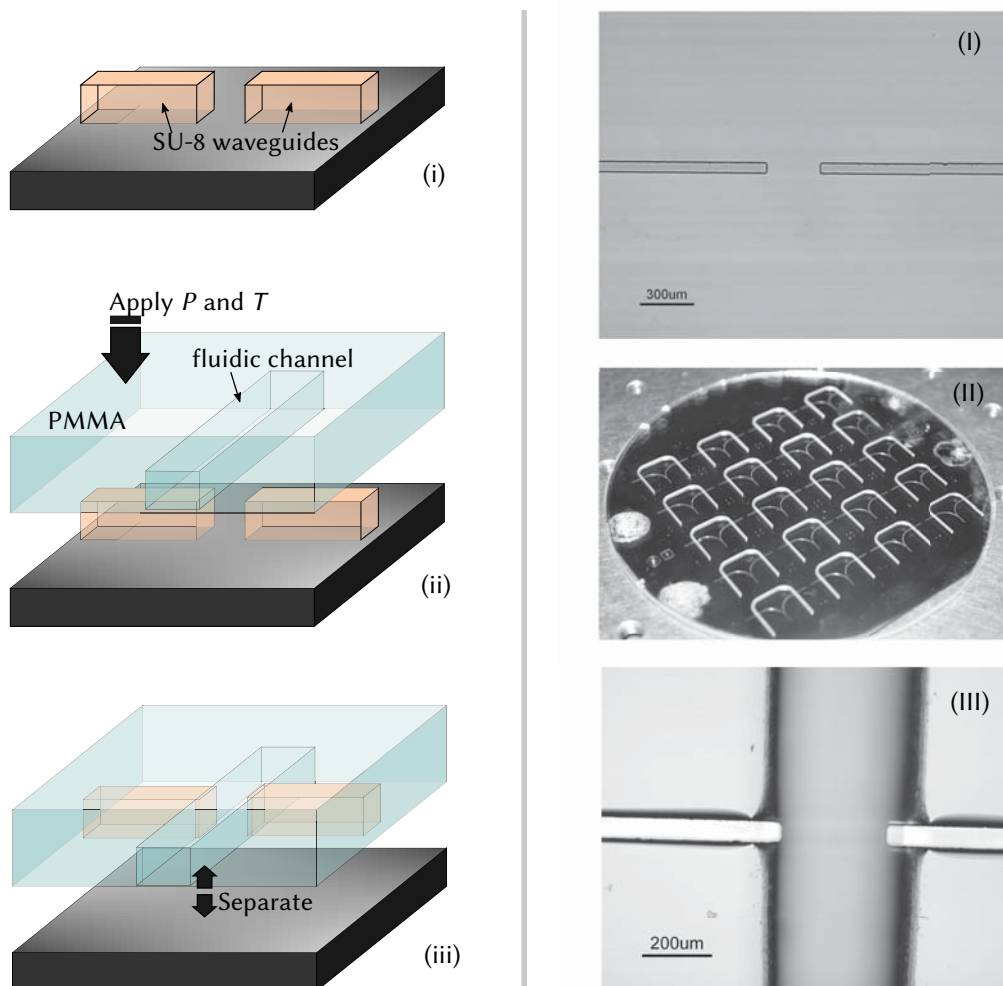 SU-8 waveguides
(i)
Apply P and T
fluidic channel
PMMA
(ii)
Separate
(iii)
(I)
300um
(II)
(III)
200um